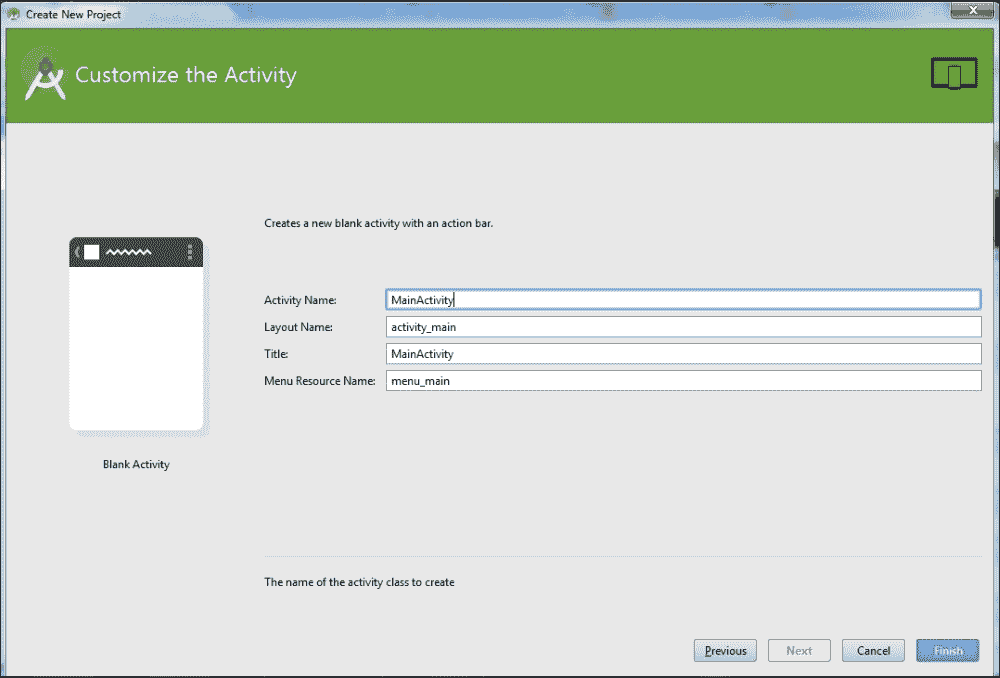 Create New Project
Customize the Activity
Creates a new blank activity with an action bar.
Activity Name: MainActivity
Layout Name: activity_main
Title: MainActivity
Menu Resource Name: menu_main
Blank Activity
The name of the activity class to create
Previous Next Cancel Finish